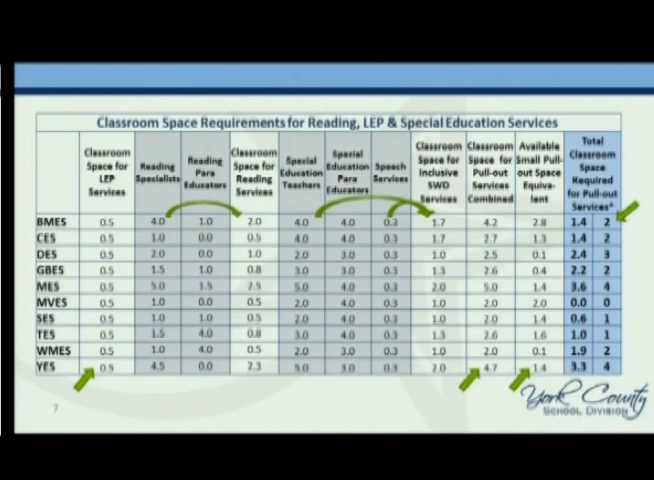 Classroom Space Requirements for Reading, LEP & Special Education Services
Classroom Space for LEP Services
Reading Specialists
Reading Para Educators
Classroom Space for Reading Services
Special Education Teachers
Special Education Para Educators
Speech Services
Classroom Space for Inclusive SWD Services
Classroom Space for Pull-out Services Combined
Available Small Pull-out Space Equiva-lent
Total Classroom Space Required for Pull-out Services*
BMES 0.5 4.0 1.0 2.0 4.0 4.0 0.3 1.7 4.2 2.8 1.4 2
CES 0.5 1.0 0.0 0.5 4.0 4.0 0.3 1.7 2.7 1.3 1.4 2
DES 0.5 2.0 0.0 1.0 2.0 3.0 0.3 1.0 2.5 0.1 2.4 3
GBES 0.5 1.5 1.0 0.8 3.0 3.0 0.3 1.3 2.6 0.4 2.2 2
MES 0.5 5.0 1.5 2.5 5.0 4.0 0.3 2.0 5.0 1.4 3.6 4
MVES 0.5 1.0 0.0 0.5 2.0 4.0 0.3 1.0 2.0 2.0 0.0 0
SES 0.5 1.0 1.0 0.5 2.0 4.0 0.3 1.0 2.0 1.4 0.6 1
TES 0.5 1.5 4.0 0.8 3.0 4.0 0.3 1.3 2.6 1.6 1.0 1
WMES 0.5 1.0 4.0 0.5 2.0 3.0 0.3 1.0 2.0 0.1 1.9 2
YES 0.5 4.5 0.0 2.3 5.0 3.0 0.3 2.0 4.7 1.4 3.3 4
7
York County
SCHOOL DIVISION